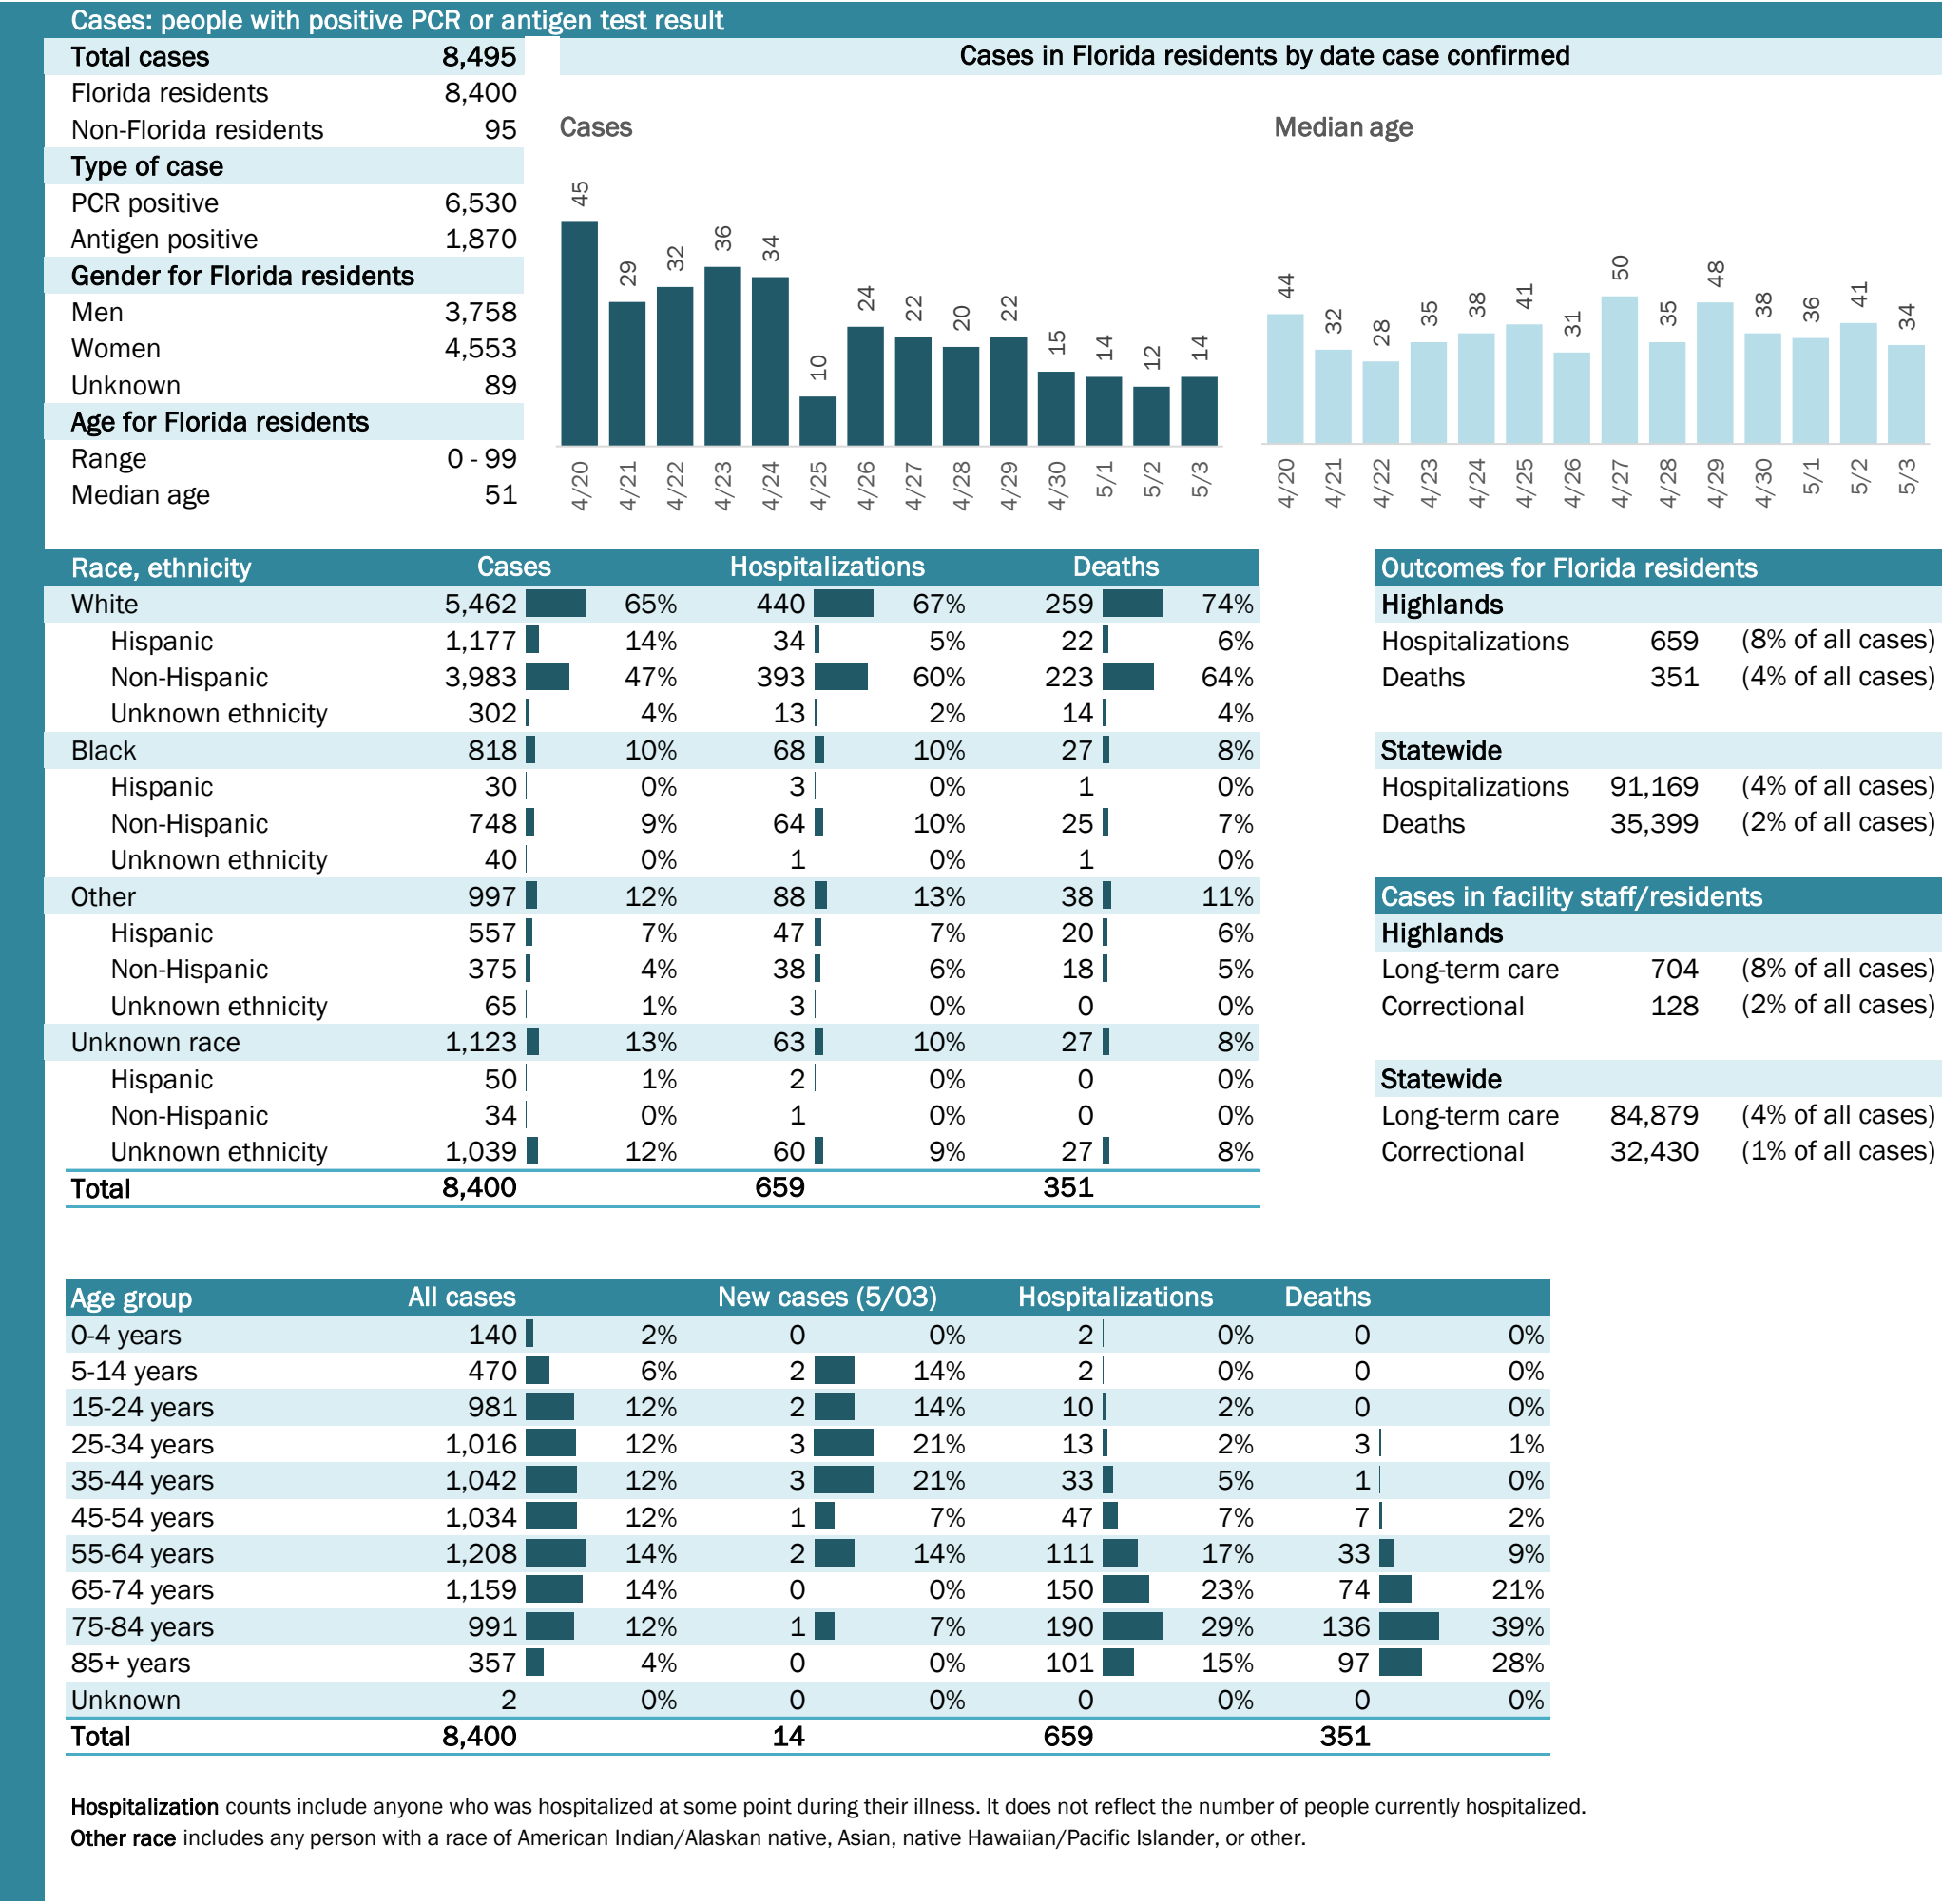 Cases: people with positive PCR or antigen test result
Total cases 8,495
Florida residents 8,400
Non-Florida residents 95
Type of case
PCR positive 6,530
Antigen positive 1,870
Gender for Florida residents
Men 3,758
Women 4,553
Unknown 89
Age for Florida residents
Range 0 - 99
Median age 51
Cases in Florida residents by date case confirmed
Cases
45 29 32 36 34 10 24 22 20 22 15 14 12 14
4/20 4/21 4/22 4/23 4/24 4/25 4/26 4/27 4/28 4/29 4/30 5/1 5/2 5/3
Median age
44 32 28 35 38 41 31 50 35 48 38 36 41 34
4/20 4/21 4/22 4/23 4/24 4/25 4/26 4/27 4/28 4/29 4/30 5/1 5/2 5/3
Race, ethnicity Cases Hospitalizations Deaths
White 5,462 65% 440 67% 259 74%
Hispanic 1,177 14% 34 5% 22 6%
Non-Hispanic 3,983 47% 393 60% 223 64%
Unknown ethnicity 302 4% 13 2% 14 4%
Black 818 10% 68 10% 27 8%
Hispanic 30 0% 3 0% 1 0%
Non-Hispanic 748 9% 64 10% 25 7%
Unknown ethnicity 40 0% 1 0% 1 0%
Other 997 12% 88 13% 38 11%
Hispanic 557 7% 47 7% 20 6%
Non-Hispanic 375 4% 38 6% 18 5%
Unknown ethnicity 65 1% 3 0% 0 0%
Unknown race 1,123 13% 63 10% 27 8%
Hispanic 50 1% 2 0% 0 0%
Non-Hispanic 34 0% 1 0% 0 0%
Unknown ethnicity 1,039 12% 60 9% 27 8%
Total 8,400 659 351
Outcomes for Florida residents
Highlands
Hospitalizations 659 (8% of all cases)
Deaths 351 (4% of all cases)
Statewide
Hospitalizations 91,169 (4% of all cases)
Deaths 35,399 (2% of all cases)
Cases in facility staff/residents
Highlands
Long-term care 704 (8% of all cases)
Correctional 128 (2% of all cases)
Statewide
Long-term care 84,879 (4% of all cases)
Correctional 32,430 (1% of all cases)
Age group All cases New cases (5/03) Hospitalizations Deaths
0-4 years 140 2% 0 0% 2 0% 0 0%
5-14 years 470 6% 2 14% 2 0% 0 0%
15-24 years 981 12% 2 14% 10 2% 0 0%
25-34 years 1,016 12% 3 21% 13 2% 3 1%
35-44 years 1,042 12% 3 21% 33 5% 1 0%
45-54 years 1,034 12% 1 7% 47 7% 7 2%
55-64 years 1,208 14% 2 14% 111 17% 33 9%
65-74 years 1,159 14% 0 0% 150 23% 74 21%
75-84 years 991 12% 1 7% 190 29% 136 39%
85+ years 357 4% 0 0% 101 15% 97 28%
Unknown 2 0% 0 0% 0 0% 0 0%
Total 8,400 14 659 351
Hospitalization counts include anyone who was hospitalized at some point during their illness. It does not reflect the number of people currently hospitalized.
Other race includes any person with a race of American Indian/Alaskan native, Asian, native Hawaiian/Pacific Islander, or other.